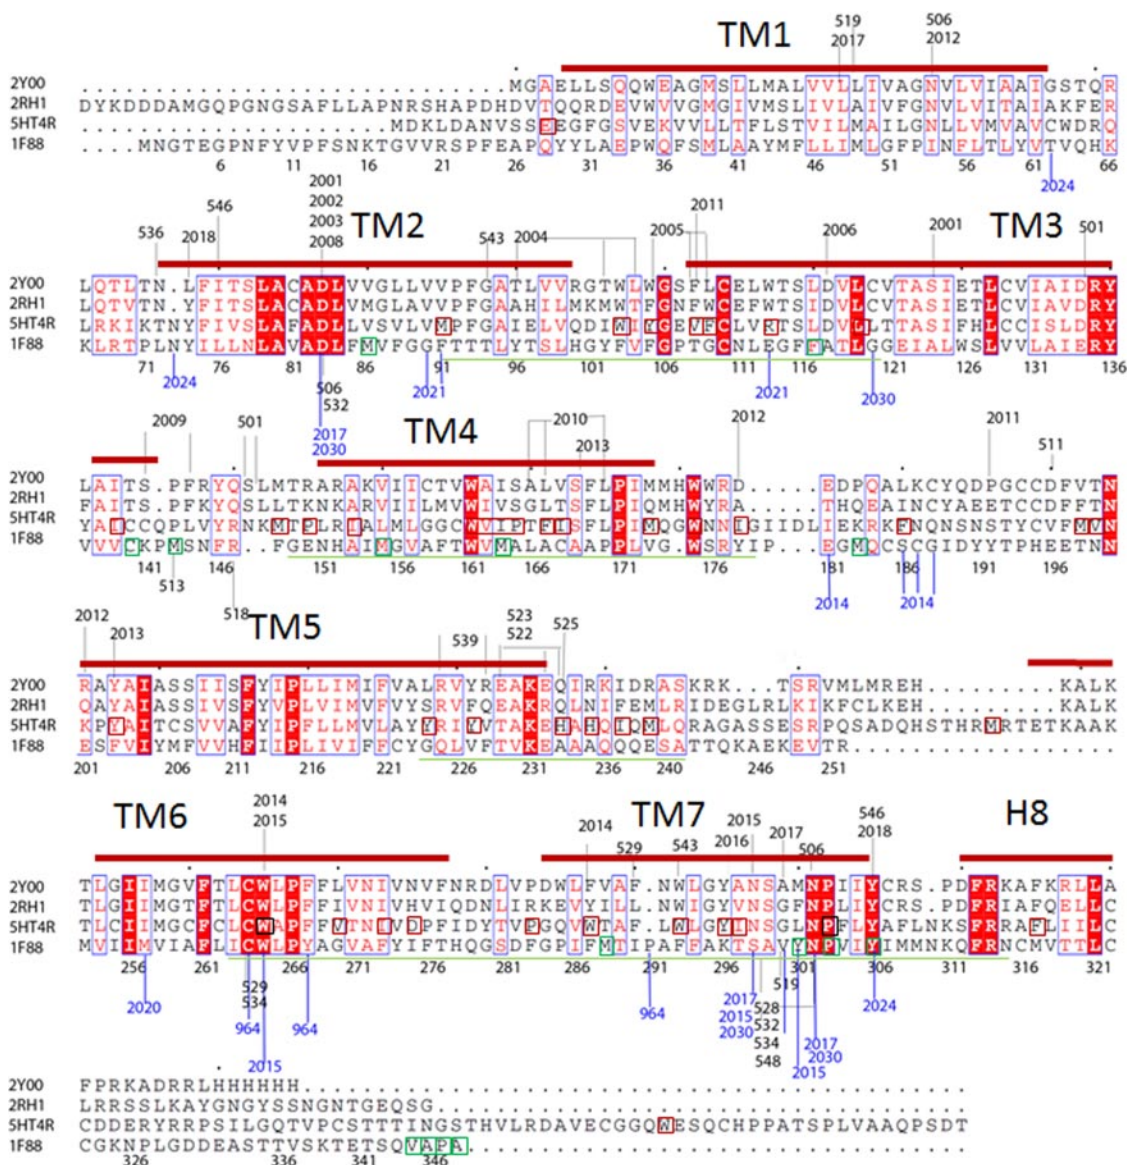 TM1
519 506
2017 2012
2Y00 .............................MGAELLSQQWEAGMSLLMALVVLLIVAGNVLVIAAIGSTQR
2RH1 DYKDDDDAMGQPGNGSAFLLAPNRSHAPDHDVTQQRDEVWVVGMGIVMSLIVLAIVFGNVLVITAIAKFER
5HT4R .....................MDKLDANVSSEEGFGSVEKVVLLTFLSTVILMAILGNLLVMVAVCWDRQ
1F88 ....MNGTEGPNFYVPFSNKTGVVRSPFEAPQYYLAEPWQFSMLAAYMFLLIMLGFPINFLTLYVTVQHK
6 11 16 21 26 31 36 41 46 51 56 61 66
2024
2001
546 2002 2011
536 2018 2003 TM2 543 2004 2005 2006 2001 TM3 501
2008
2Y00 LQTLTN.LFITSLACADLVVGLLVVPFGATLVVRGTWLWGSFLCELWTSLDVLCVTASIETLCVIAIDRY
2RH1 LQTVTN.YFITSLACADLVMGLAVVPFGAAHILMKMWTFGNFWCEFWTSIDVLCVTASIETLCVIAVDRY
5HT4R LRKIKTNYFIVSLAFADLLVSVLVMPFGAIELVQDIWIYGEVFCLVRTSLDVLLTTASIFHLCCISLDRY
1F88 LRTPLNYILLNLAVADLFMVFGGFTTTLYTSLHGYFVFGPTGCNLEGFFATLGGEIALWSLVVLAIERY
71 76 81 86 91 96 101 106 111 116 121 126 131 136
2024 506 2021 2021 2030
532
2017
2030
2009 501 TM4 2010 2013 2012 2011 511
2Y00 LAITS.PFRYQSLMTRARAKVIICTVWAISALVSFLPIMMHWWRD.....EDPQALKCYQDPGCCDFVTN
2RH1 FAITS.PFKYQSLLTKNKARVIILMVWIVSGLTSFLPIQMHWYRA.....THQEAINCYAEETCCDFFTN
5HT4R YAICCQPLVYRNKMTPLRIALMLGGCWVIPTFISFLPIMQGWNNIGIIDLIEKRKFNQNSNSTYCVFMVN
1F88 VVVCKPMSNFR.FGENHAIMGVAFTWVMALACAAPPLVG.WSRYIP....EGMQCSCGIDYYTPHEETNN
141 146 151 156 161 166 171 176 181 186 191 196
513 518 2014 2014
2012 2013 TM5 539 523 525
522
2Y00 RAYAIASSIISFYIPLLIMIFVALRVYREAKEQIRKIDRASKRK...TSRVMLMREH.........KALK
2RH1 QAYAIASSIVSFYVPLVIMVFVYSRVFQEAKRQLNKIDRIDEGLRLKIKFCLKEH.........KALK
5HT4R KPYAITCSVVAFYIPFLLMVLAYYRIYVTAKEHAHQIQMLQRAGASSESRPQSADQHSTHRMRTETKAAK
1F88 ESFVIYMFVVHFIIPLIVIFFCYGQLVFTVKEAAAQQQESATTQKAEKEVTR..................
201 206 211 216 221 226 231 236 241 246 251
TM6 2014
2015
2014 529 TM7 543 2015 2016 2017 506 546 2018 H8
2Y00 TLGIIMGVFTLCWLPFFLVNIVNVFNRDLVPDWLFVAF.NWLGYANSAMNPIIYCRS.PDFRKAFKRLLA
2RH1 TLGIIMGTFTLCWLPFFIVNIVHVIQDNLIRKEVYILL.NWIGYVNSGFNPLIYCRS.PDFRIAFQELLC
5HT4R TLCIIMGCFCLCWAPFFVTNIVDPFIDYTVPGQVWTAF.LWLGYINSGLNPFLYAFLNKSFRRAFLIILC
1F88 MVIIMVIAFLICWLPYAGVAFYIFTHQGSDFGPIFMTIPAFFAKTSAVYNPVIYIMMNKQFRNCMVTTLC
256 261 266 271 276 281 286 291 296 301 306 311 316 321
2020 529 534 964 964 2015 964 2017 2015 2030 519 528 532 534 548 2015 2017 2030 2024
2Y00 FPRKADRRLHHHHHH.............................................
2RH1 LRRSSLKAYGNGYSSNGNTGEQSG....................................
5HT4R CDDERYRRPSILGQTVPCSTTTINGSTHVLRDAVECGGQWESQCHPPATSPLVAAQPSDT
1F88 CGKNPLGDDEASTTVSKTETSQVAPA..................................
326 336 341 346